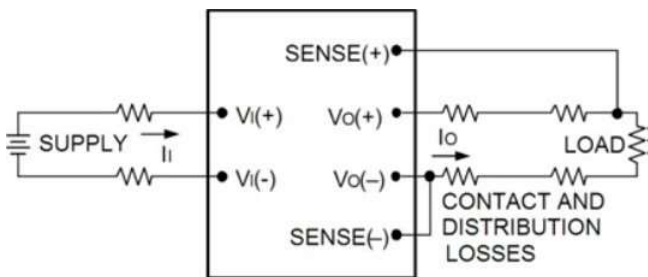 SENSE(+)
VI(+)
VO(+)
SUPPLY
II
IO
LOAD
VI(-)
VO(–)
SENSE(–)
CONTACT AND
DISTRIBUTION
LOSSES